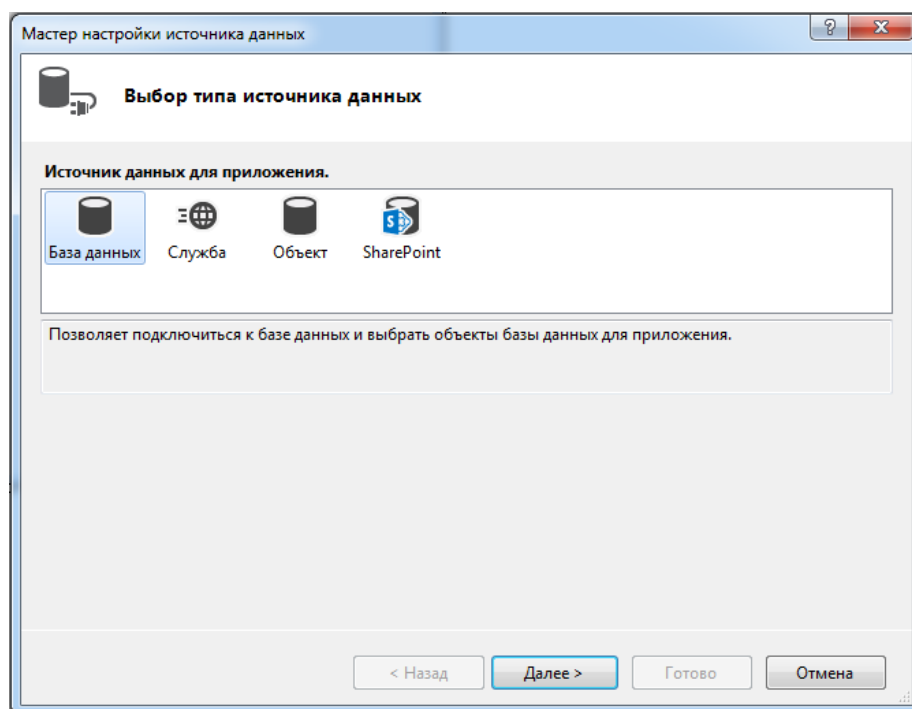 Мастер настройки источника данных
Выбор типа источника данных
Источник данных для приложения.
База данных Служба Объект SharePoint
Позволяет подключиться к базе данных и выбрать объекты базы данных для приложения.
< Назад Далее > Готово Отмена